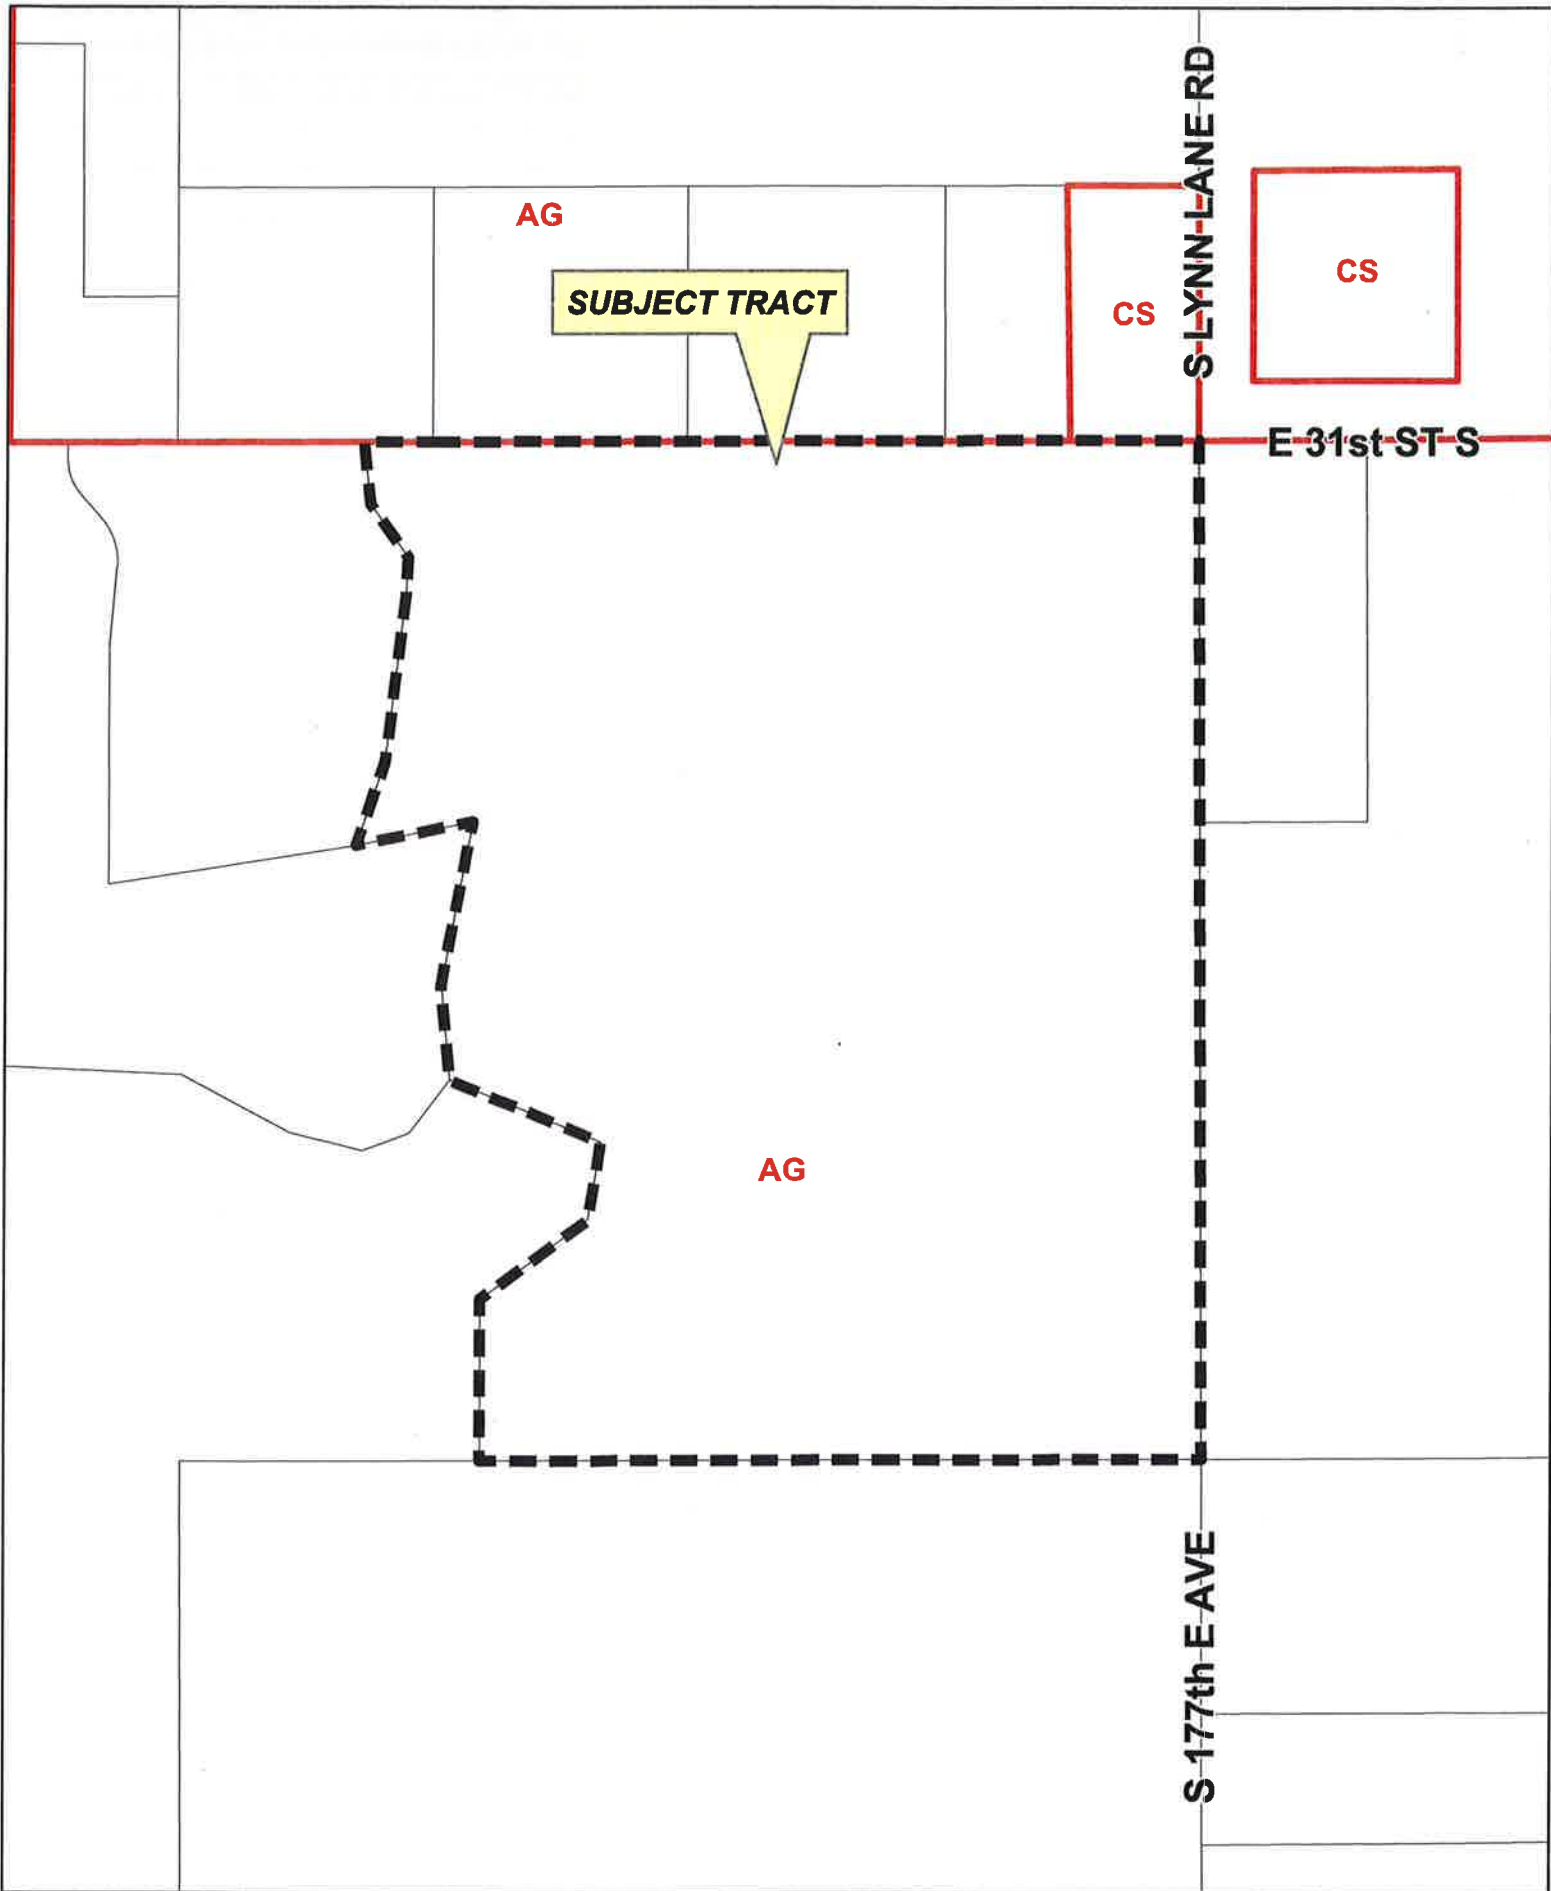 S LYNN LANE RD
AG
CS
SUBJECT TRACT
CS
E 31st ST S
AG
S 177th E AVE